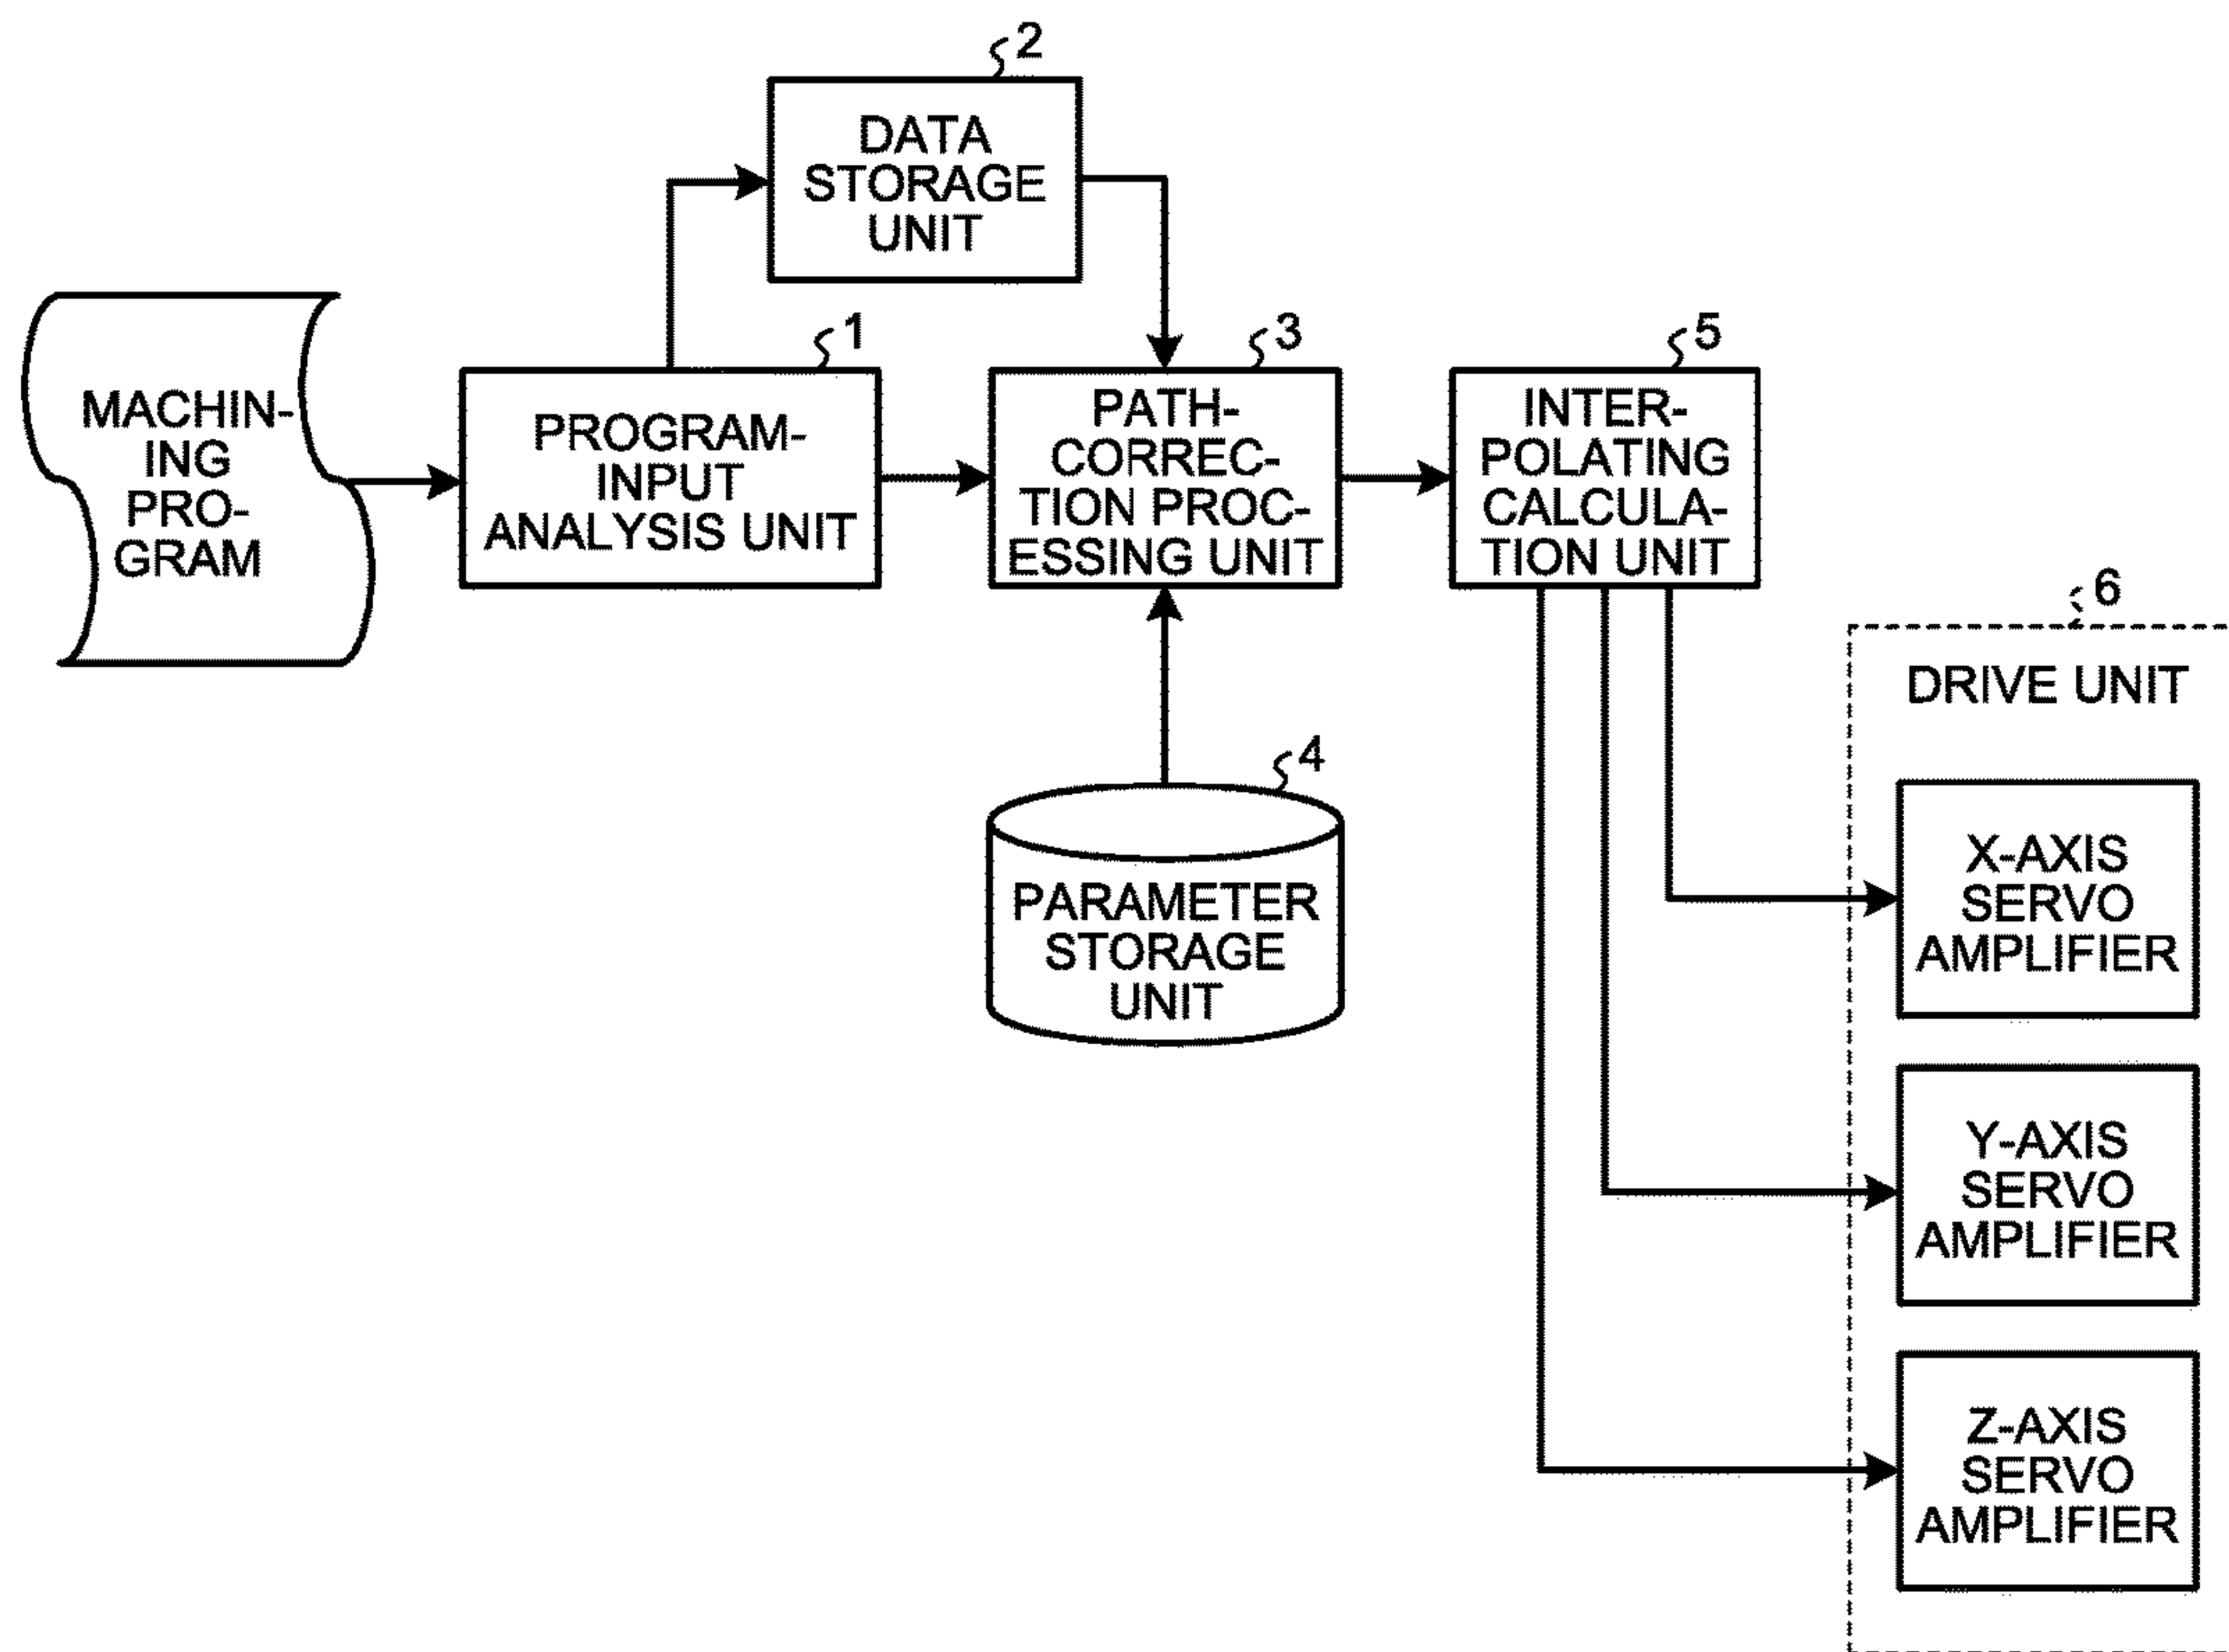 2
DATA
STORAGE
UNIT
MACHIN-
ING
PRO-
GRAM
1
PROGRAM-
INPUT
ANALYSIS UNIT
3
PATH-
CORREC-
TION PROC-
ESSING UNIT
5
INTER-
POLATING
CALCULA-
TION UNIT
4
PARAMETER
STORAGE
UNIT
6
DRIVE UNIT
X-AXIS
SERVO
AMPLIFIER
Y-AXIS
SERVO
AMPLIFIER
Z-AXIS
SERVO
AMPLIFIER